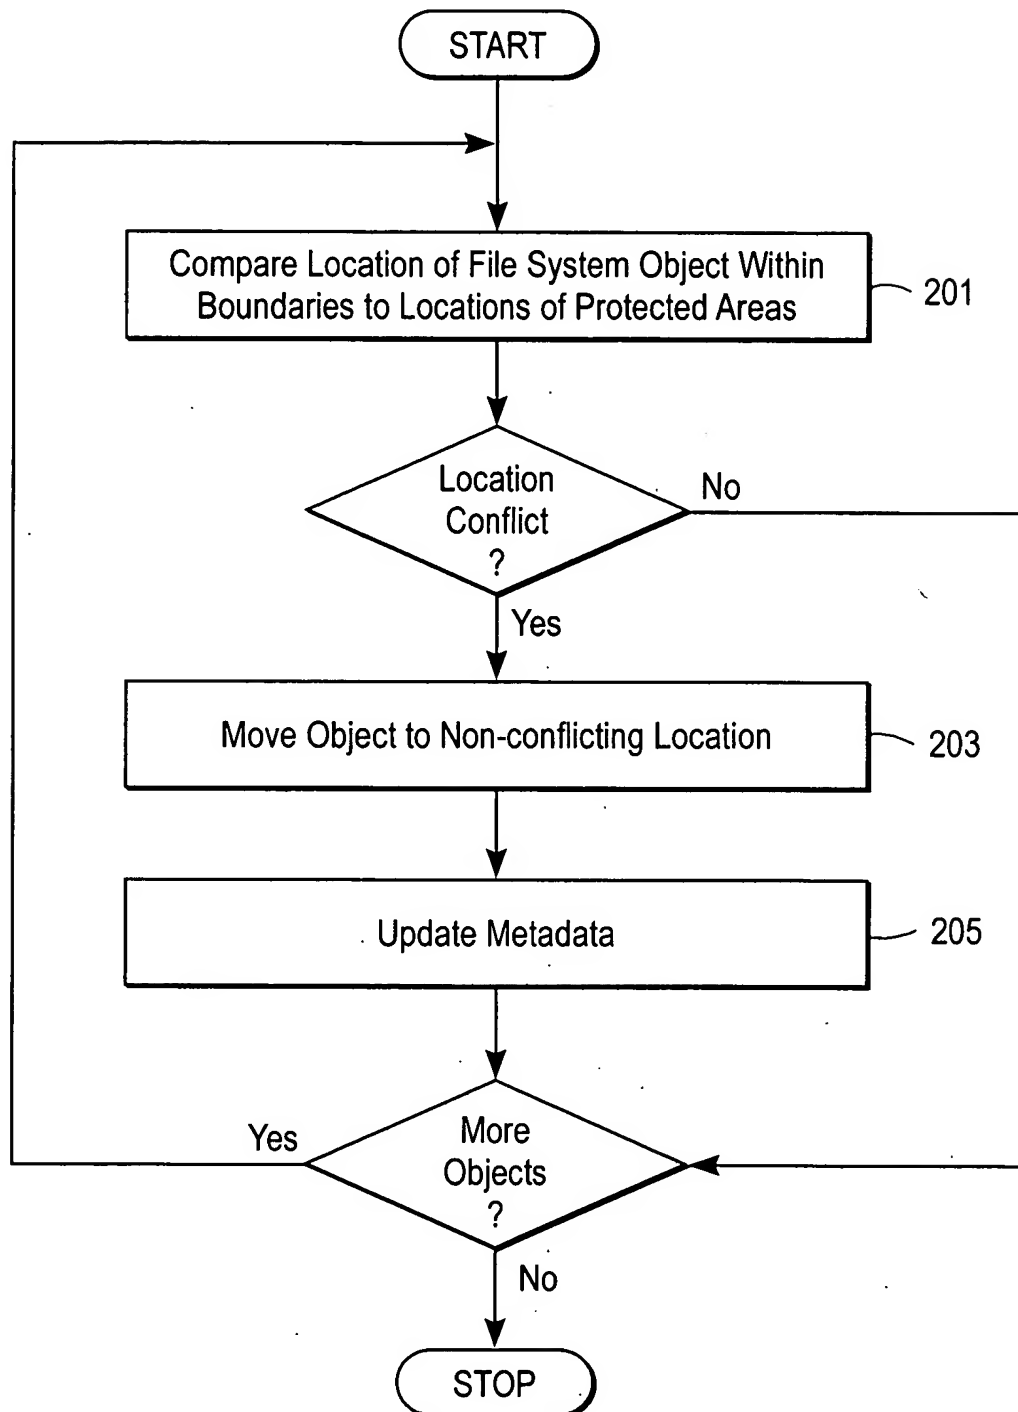 START
Compare Location of File System Object Within
Boundaries to Locations of Protected Areas
201
Location
Conflict
?
No
Yes
Move Object to Non-conflicting Location
203
Update Metadata
205
More
Objects
?
Yes
No
STOP